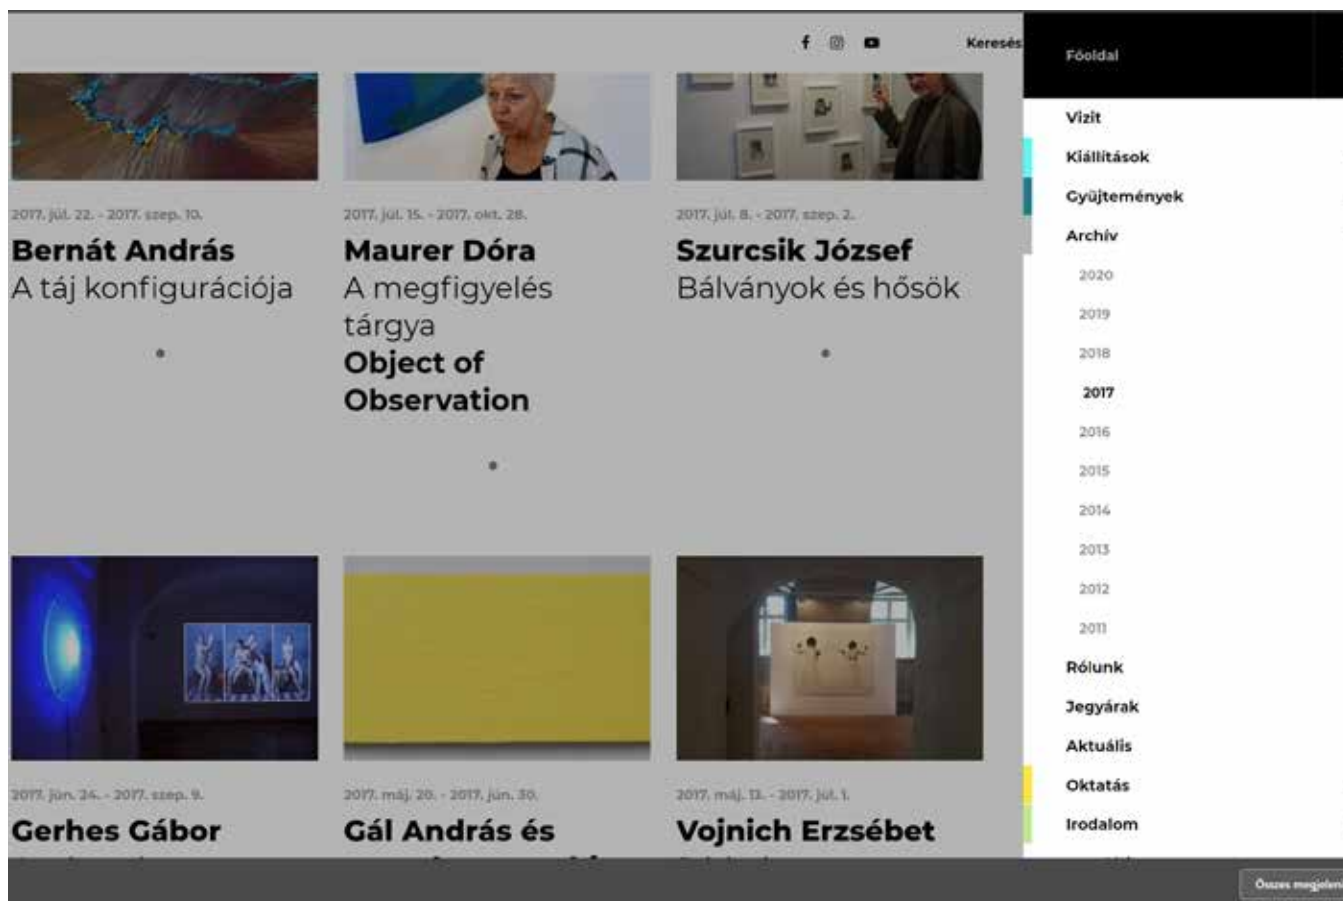 Keresés
2017. júl. 22. - 2017. szep. 10.
Bernát András
A táj konfigurációja
2017. júl. 15. - 2017. okt. 28.
Maurer Dóra
A megfigyelés
tárgya
Object of
Observation
2017. júl. 8. - 2017. szep. 2.
Szurcsik József
Bálványok és hősök
2017. jún. 24. - 2017. szep. 9.
Gerhes Gábor
2017. máj. 20. - 2017. jún. 30.
Gál András és
2017. máj. 13. - 2017. júl. 1.
Vojnich Erzsébet
Főoldal
Vizit
Kiállítások
Gyűjtemények
Archív
2020
2019
2018
2017
2016
2015
2014
2013
2012
2011
Rólunk
Jegyárak
Aktuális
Oktatás
Irodalom
Összes megjelení